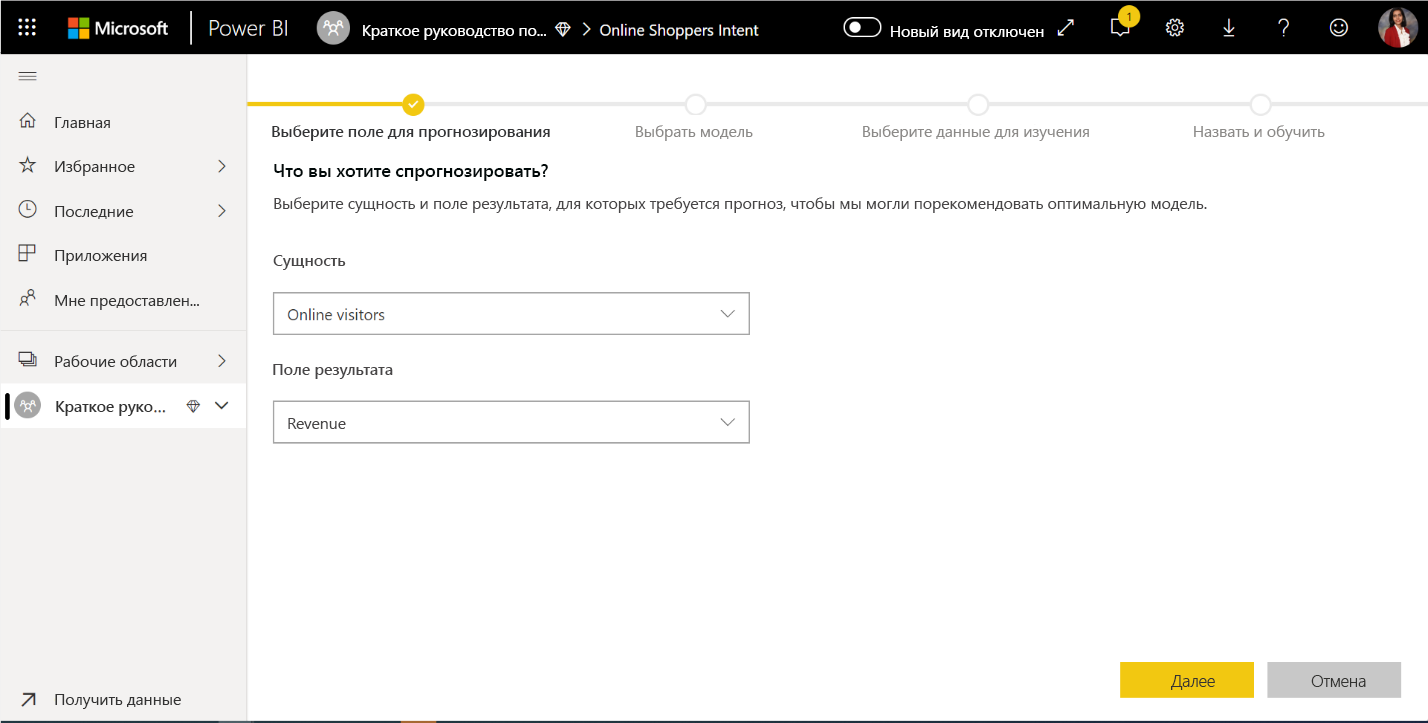 Microsoft
Power BI
Краткое руководство по...
Online Shoppers Intent
Новый вид отключен
1
?
Главная
Избранное
Последние
Приложения
Мне предоставлен...
Рабочие области
Краткое руко...
Получить данные
Выберите поле для прогнозирования
Выбрать модель
Выберите данные для изучения
Назвать и обучить
Что вы хотите спрогнозировать?
Выберите сущность и поле результата, для которых требуется прогноз, чтобы мы могли порекомендовать оптимальную модель.
Сущность
Online visitors
Поле результата
Revenue
Далее
Отмена